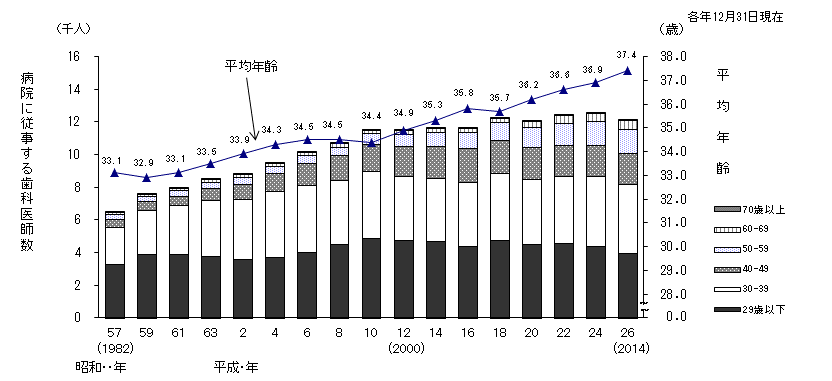 各年12月31日現在
(千人)
(歳)
病院に従事する歯科医師数
平均年齢
平均年齢
16
14
12
10
8
6
4
2
0
38.0
37.0
36.0
35.0
34.0
33.0
32.0
31.0
30.0
29.0
28.0
0.0
33.1 32.9 33.1 33.5 33.9 34.3 34.5 34.5 34.4 34.9 35.3 35.8 35.7 36.2 36.6 36.9 37.4
70歳以上
60-69
50-59
40-49
30-39
29歳以下
57 59 61 63 2 4 6 8 10 12 14 16 18 20 22 24 26
(1982) (2000) (2014)
昭和‥年 平成・年